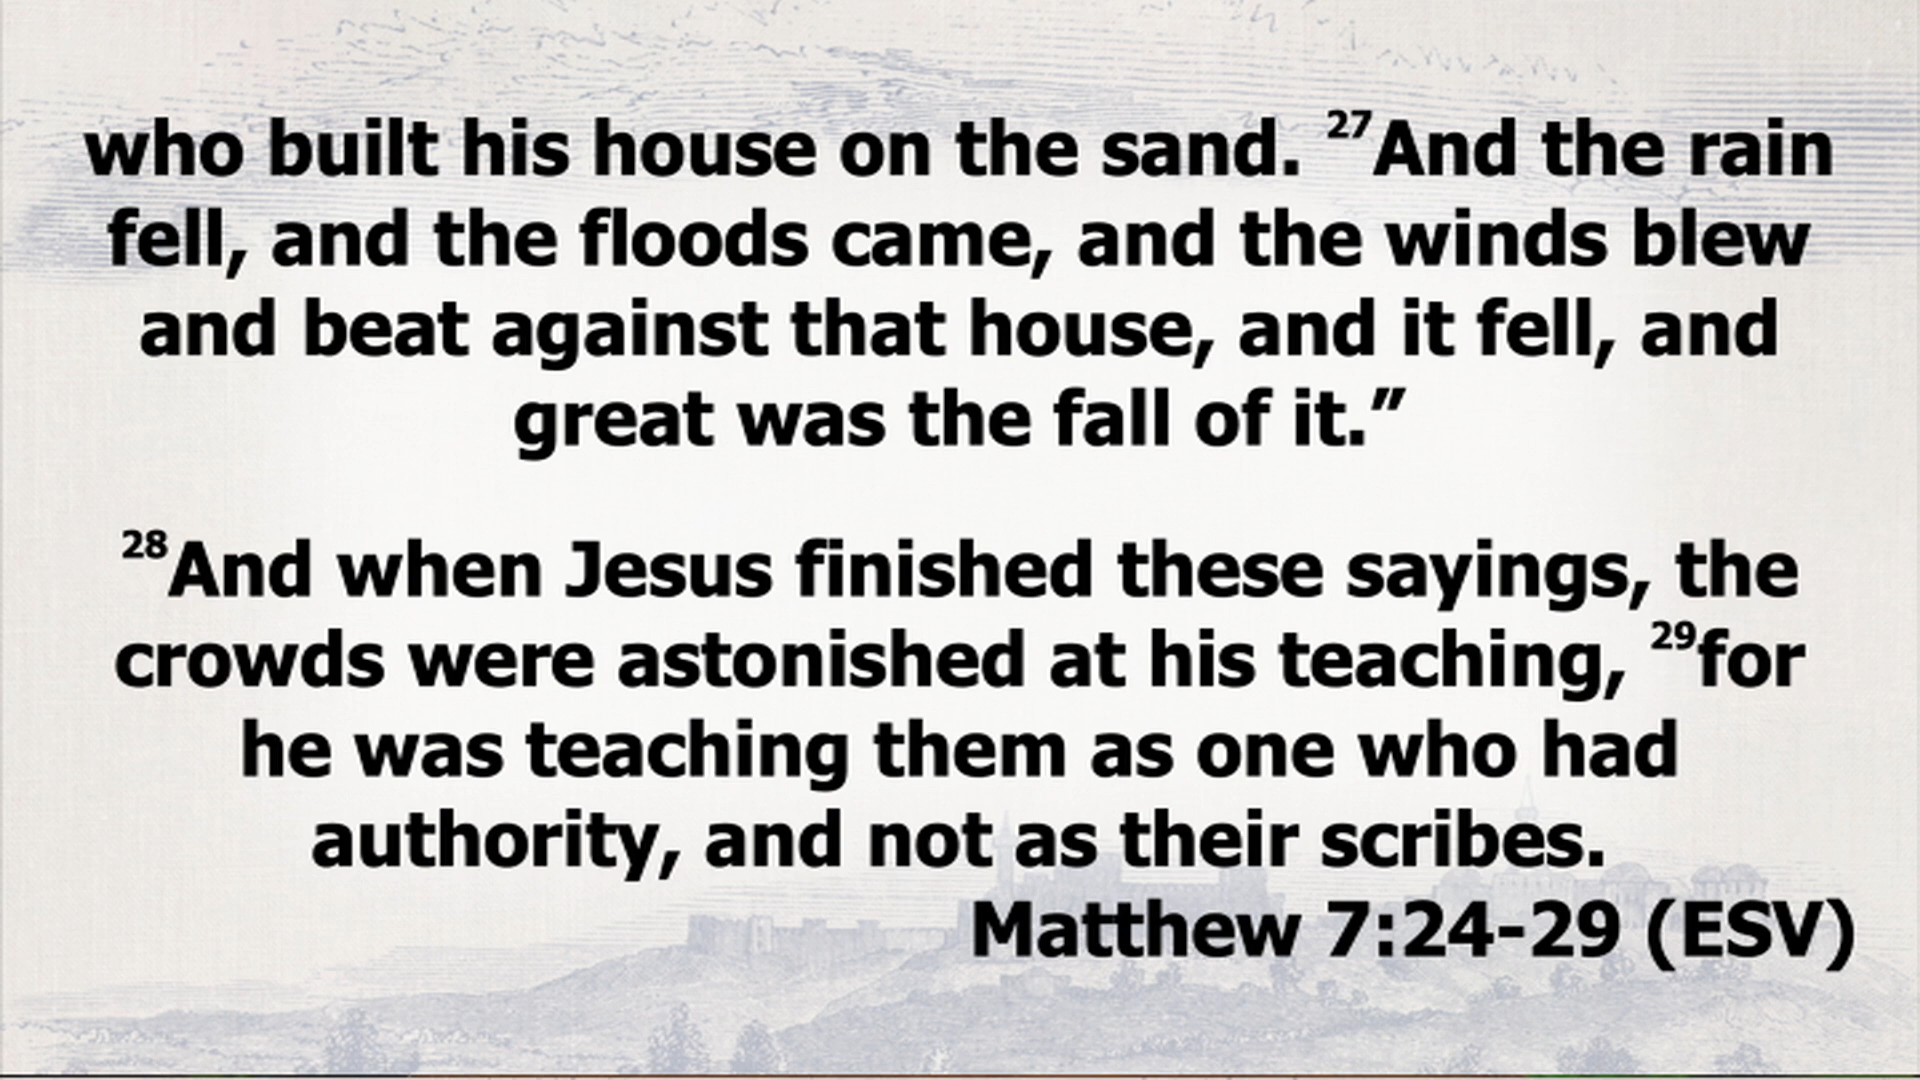 who built his house on the sand. 27And the rain
fell, and the floods came, and the winds blew
and beat against that house, and it fell, and
great was the fall of it.”
28And when Jesus finished these sayings, the
crowds were astonished at his teaching, 29for
he was teaching them as one who had
authority, and not as their scribes.
Matthew 7:24-29 (ESV)